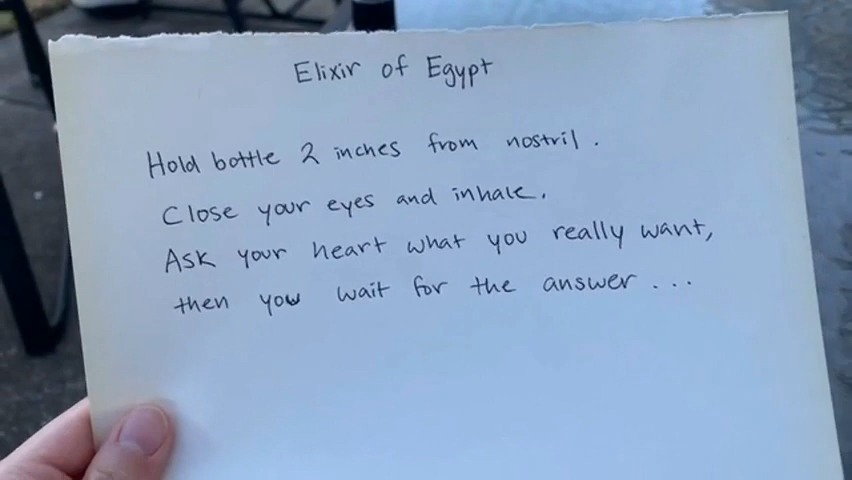 Elixir of Egypt
Hold bottle 2 inches from nostril.
Close your eyes and inhale.
Ask your heart what you really want,
then you wait for the answer...